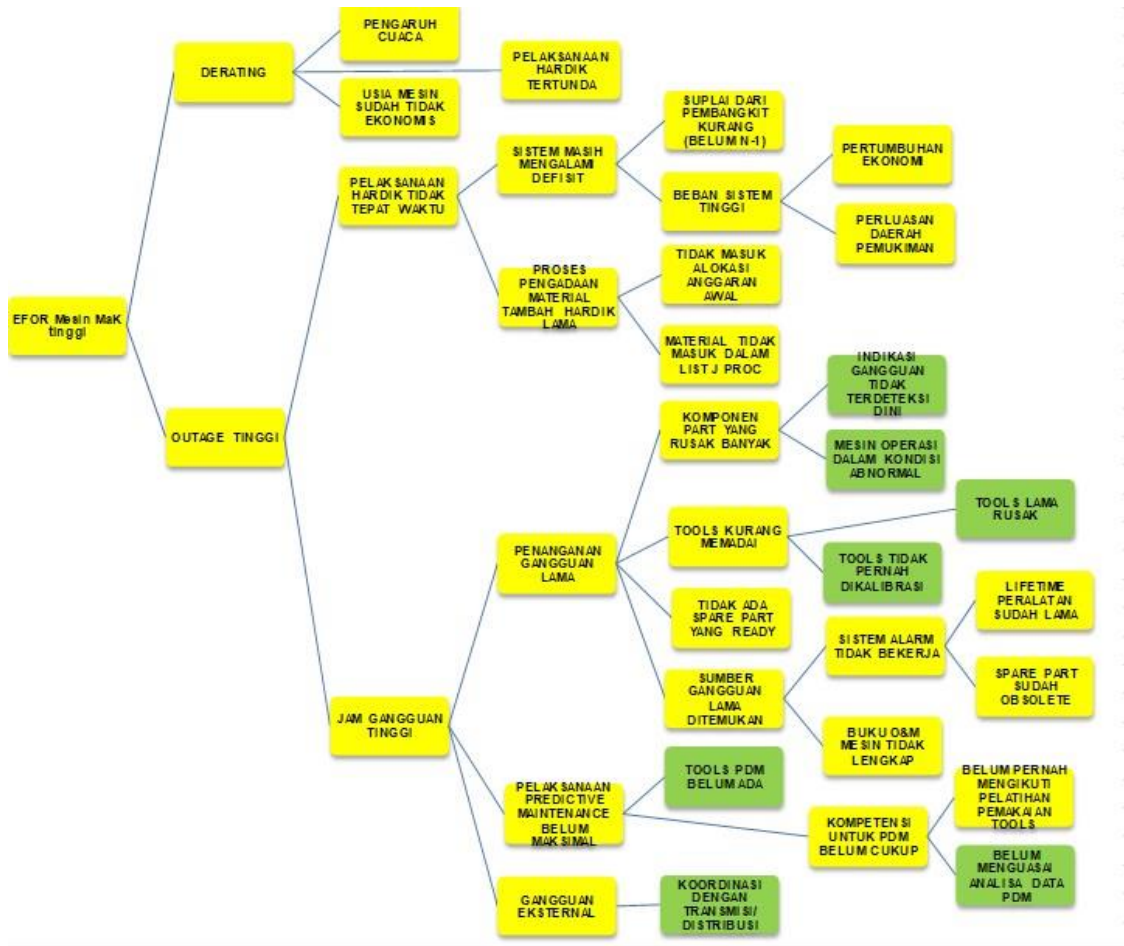 PENGARUH
CUACA
DERATING
PELAKSANAAN
HARDIK
TERTUNDA
USIA MESIN
SUDAH TIDAK
EKONOMIS
SUPLAI DARI
PEMBANGKIT
KURANG
(BELUM N-1)
SISTEM MASIH
MENGALAMI
DEFISIT
PERTUMBUHAN
EKONOMI
PELAKSANAAN
HARDIK TIDAK
TEPAT WAKTU
BEBAN SISTEM
TINGGI
PERLUASAN
DAERAH
PEMUKIMAN
PROSES
PENGADAAN
MATERIAL
TAMBAH HARDIK
LAMA
TIDAK MASUK
ALOKASI
ANGGARAN
AWAL
EFOR Mesin MaK
tinggi
MATERIAL TIDAK
MASUK DALAM
LIST J PROC
INDIKASI
GANGGUAN
TIDAK
TERDETEKSI
DINI
OUTAGE TINGGI
KOMPONEN
PART YANG
RUSAK BANYAK
MESIN OPERASI
DALAM KONDISI
ABNORMAL
TOOLS LAMA
RUSAK
TOOLS KURANG
MEMADAI
PENANGANAN
GANGGUAN
LAMA
TOOLS TIDAK
PERNAH
DIKALIBRASI
LIFETIME
PERALATAN
SUDAH LAMA
TIDAK ADA
SPARE PART
YANG READY
SISTEM ALARM
TIDAK BEKERJA
SUMBER
GANGGUAN
LAMA
DITEMUKAN
SPARE PART
SUDAH
OBSOLETE
JAM GANGGUAN
TINGGI
BUKU O&M
MESIN TIDAK
LENGKAP
TOOLS PDM
BELUM ADA
PELAKSANAAN
PREDICTIVE
MAINTENANCE
BELUM
MAKSIMAL
BELUM PERNAH
MENGIKUTI
PELATIHAN
PEMAKAIAN
TOOLS
KOMPETENSI
UNTUK PDM
BELUM CUKUP
BELUM
MENGUASAI
ANALISA DATA
PDM
GANGGUAN
EKSTERNAL
KOORDINASI
DENGAN
TRANSMISI/
DISTRIBUSI